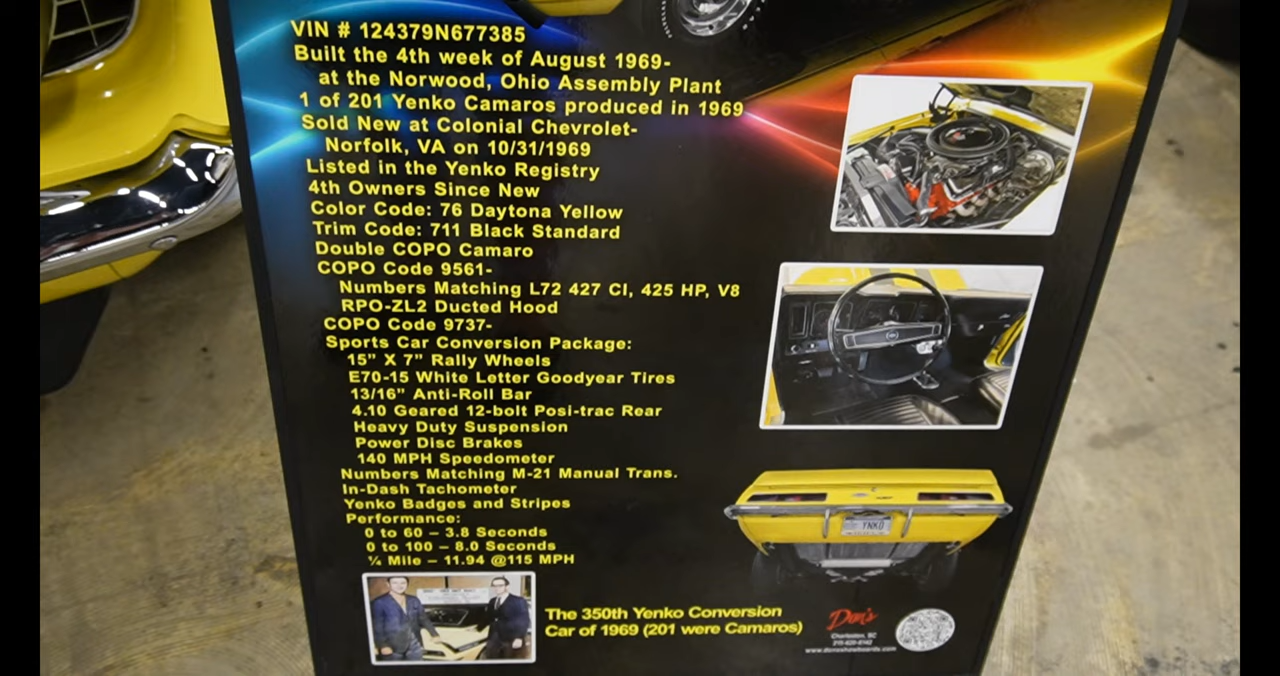 VIN # 124379N677385
Built the 4th week of August 1969-
at the Norwood, Ohio Assembly Plant
1 of 201 Yenko Camaros produced in 1969
Sold New at Colonial Chevrolet-
Norfolk, VA on 10/31/1969
Listed in the Yenko Registry
4th Owners Since New
Color Code: 76 Daytona Yellow
Trim Code: 711 Black Standard
Double COPO Camaro
COPO Code 9561-
Numbers Matching L72 427 CI, 425 HP, V8
RPO-ZL2 Ducted Hood
COPO Code 9737-
Sports Car Conversion Package:
15” X 7” Rally Wheels
E70-15 White Letter Goodyear Tires
13/16” Anti-Roll Bar
4.10 Geared 12-bolt Posi-trac Rear
Heavy Duty Suspension
Power Disc Brakes
140 MPH Speedometer
Numbers Matching M-21 Manual Trans.
In-Dash Tachometer
Yenko Badges and Stripes
Performance:
0 to 60 – 3.8 Seconds
0 to 100 – 8.0 Seconds
¼ Mile – 11.94 @115 MPH
YNKO
The 350th Yenko Conversion
Car of 1969 (201 were Camaros)
Don's
Charleston, SC
www.donsshowboards.com